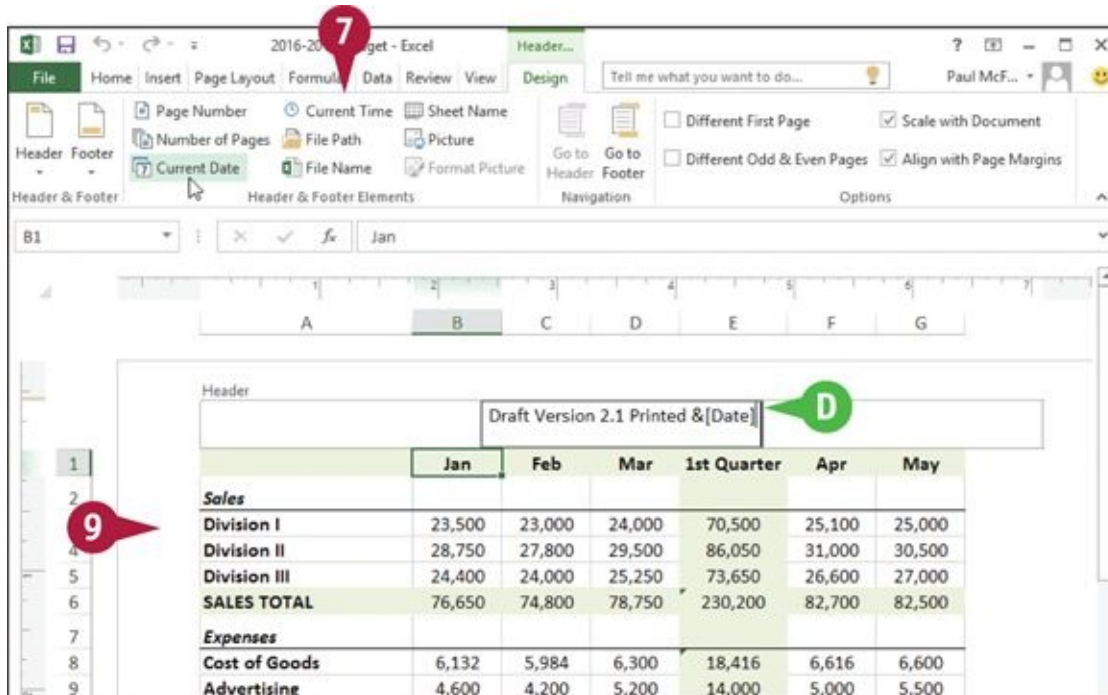 7
2016-20 get - Excel
Header...
?
File Home Insert Page Layout Formula Data Review View Design Tell me what you want to do... Paul McF...
Page Number Current Time Sheet Name Different First Page Scale with Document
Number of Pages File Path Picture
Header Footer Go to Go to Different Odd & Even Pages Align with Page Margins
Current Date File Name Format Picture Header Footer
Header & Footer Header & Footer Elements Navigation Options
B1 fx Jan
1 2 3 4 5 6 7
A B C D E F G
Header
Draft Version 2.1 Printed &[Date] D
1 Jan Feb Mar 1st Quarter Apr May
2 Sales
9 Division I 23,500 23,000 24,000 70,500 25,100 25,000
4 Division II 28,750 27,800 29,500 86,050 31,000 30,500
5 Division III 24,400 24,000 25,250 73,650 26,600 27,000
6 SALES TOTAL 76,650 74,800 78,750 230,200 82,700 82,500
7 Expenses
8 Cost of Goods 6,132 5,984 6,300 18,416 6,616 6,600
9 Advertising 4,600 4,200 5,200 14,000 5,000 5,500